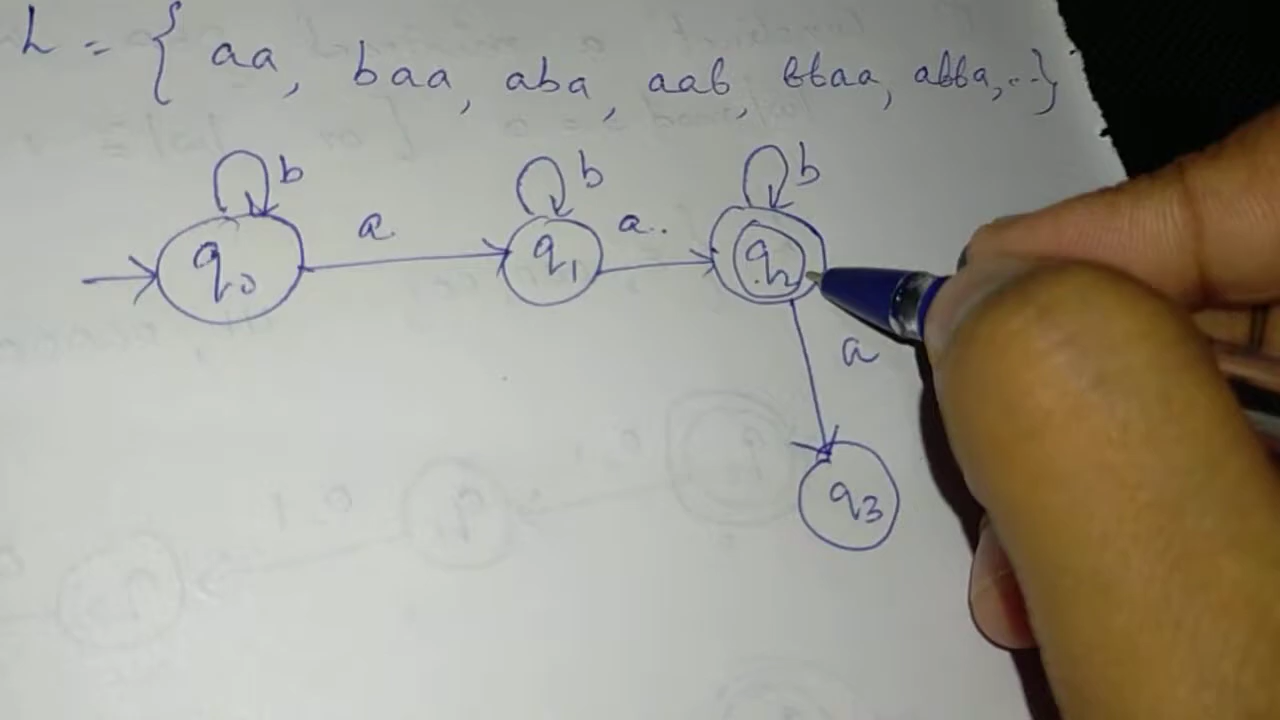 L = { aa, baa, aba, aab, bbaa, abba, ..}
b b b
a a..
q0 q1 q2
a
q3